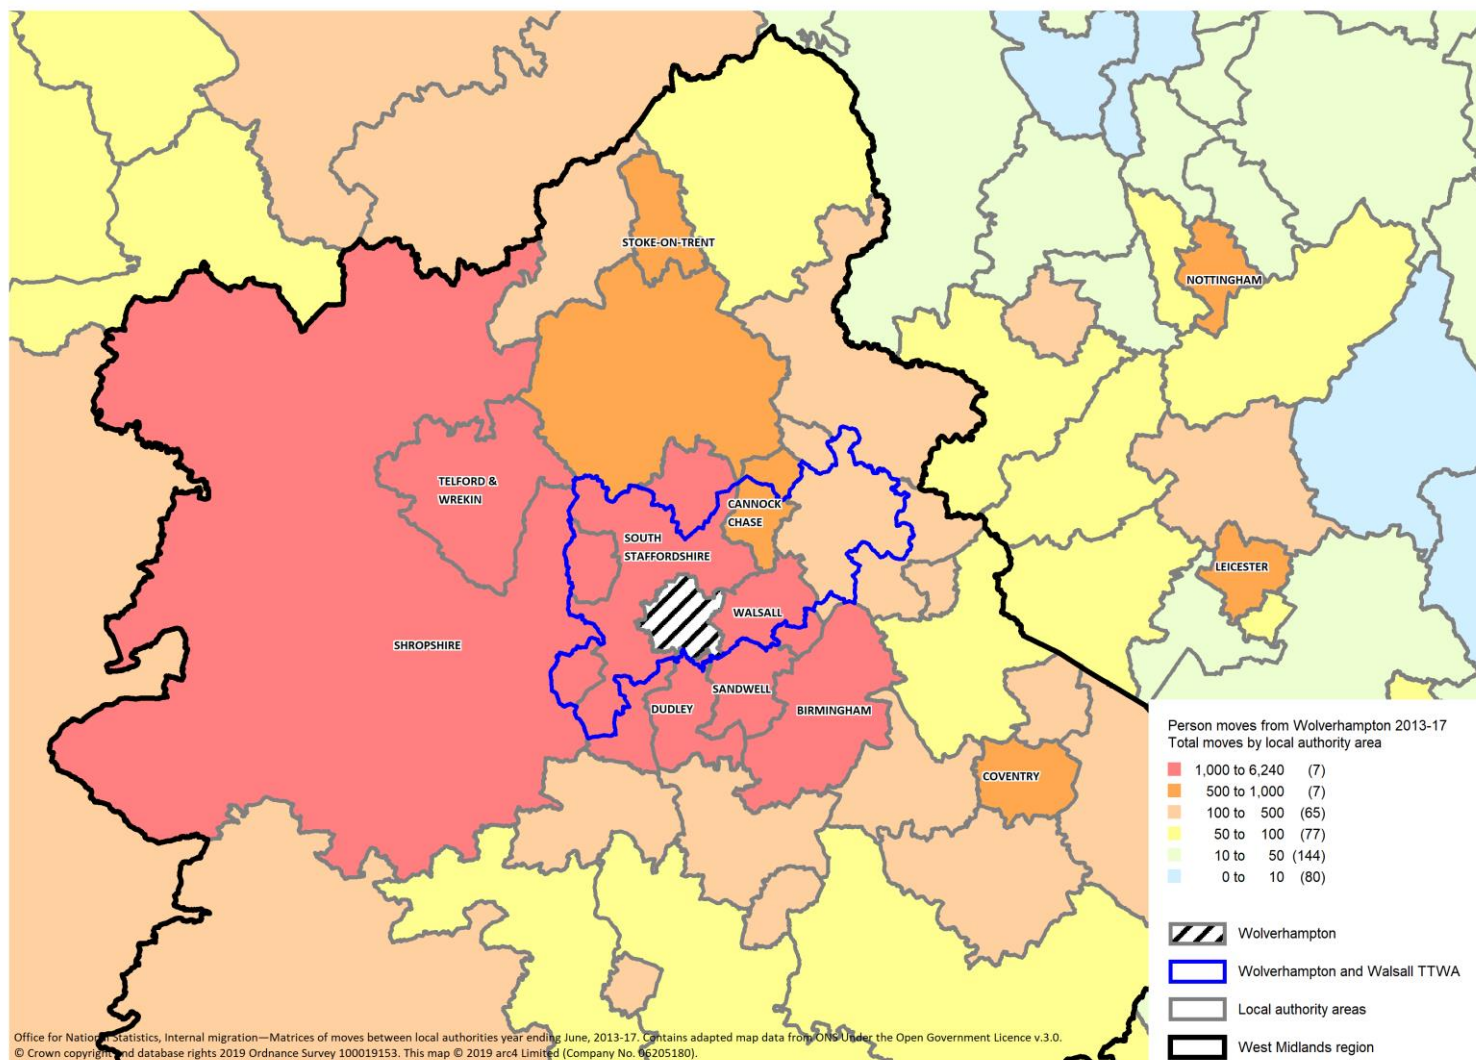 STOKE-ON-TRENT
NOTTINGHAM
TELFORD &
WREKIN
CANNOCK
CHASE
SOUTH
STAFFORDSHIRE
LEICESTER
WALSALL
SHROPSHIRE
SANDWELL
DUDLEY
BIRMINGHAM
COVENTRY
Person moves from Wolverhampton 2013-17
Total moves by local authority area
1,000 to 6,240 (7)
500 to 1,000 (7)
100 to 500 (65)
50 to 100 (77)
10 to 50 (144)
0 to 10 (80)
Wolverhampton
Wolverhampton and Walsall TTWA
Local authority areas
West Midlands region
Office for National Statistics, Internal migration—Matrices of moves between local authorities year ending June, 2013-17. Contains adapted map data from ONS Under the Open Government Licence v.3.0.
© Crown copyright and database rights 2019 Ordnance Survey 100019153. This map © 2019 arc4 Limited (Company No. 06205180).